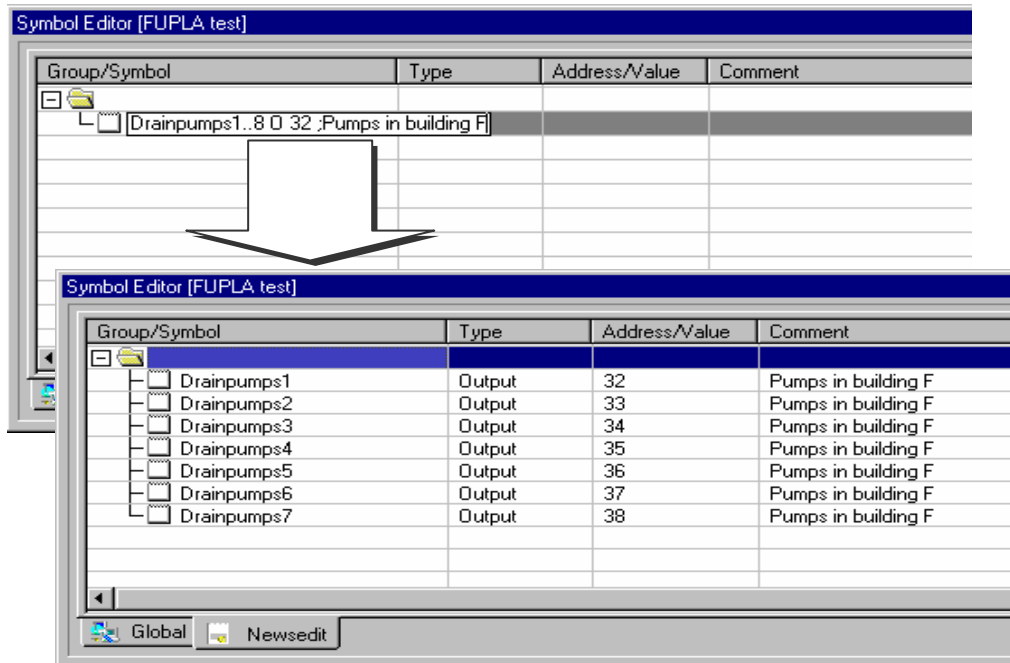 Symbol Editor [FUPLA test]
Group/Symbol Type Address/Value Comment
Drainpumps1..8 O 32 ;Pumps in building F
Symbol Editor [FUPLA test]
Group/Symbol Type Address/Value Comment
Drainpumps1 Output 32 Pumps in building F
Drainpumps2 Output 33 Pumps in building F
Drainpumps3 Output 34 Pumps in building F
Drainpumps4 Output 35 Pumps in building F
Drainpumps5 Output 36 Pumps in building F
Drainpumps6 Output 37 Pumps in building F
Drainpumps7 Output 38 Pumps in building F
Global Newsedit